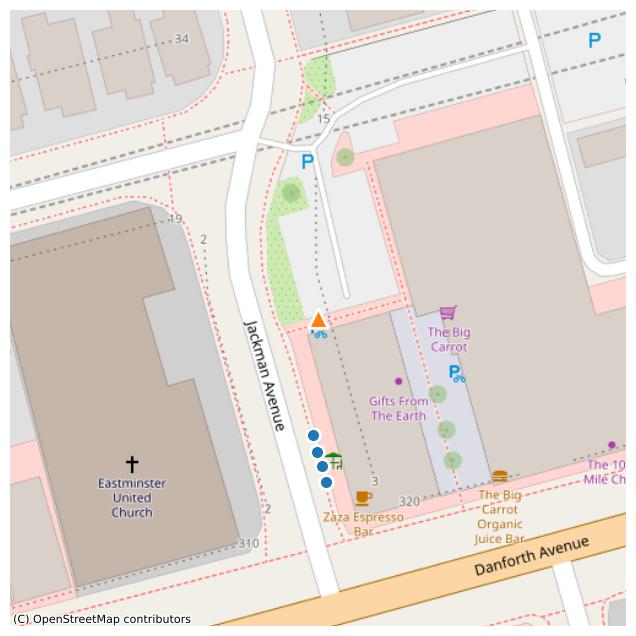 34
P
15
P
19
2
The Big
Carrot
Jackman Avenue
P
Gifts From
The Earth
Eastminster
United
Church
3
320
2
310
Zaza Espresso
Bar
The Big
Carrot
Organic
Juice Bar
The 10
Mile Ch
Danforth Avenue
(C) OpenStreetMap contributors